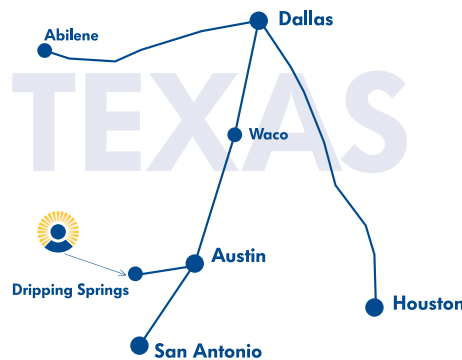 Dallas
Abilene
TEXAS
Waco
Austin
Dripping Springs
Houston
San Antonio